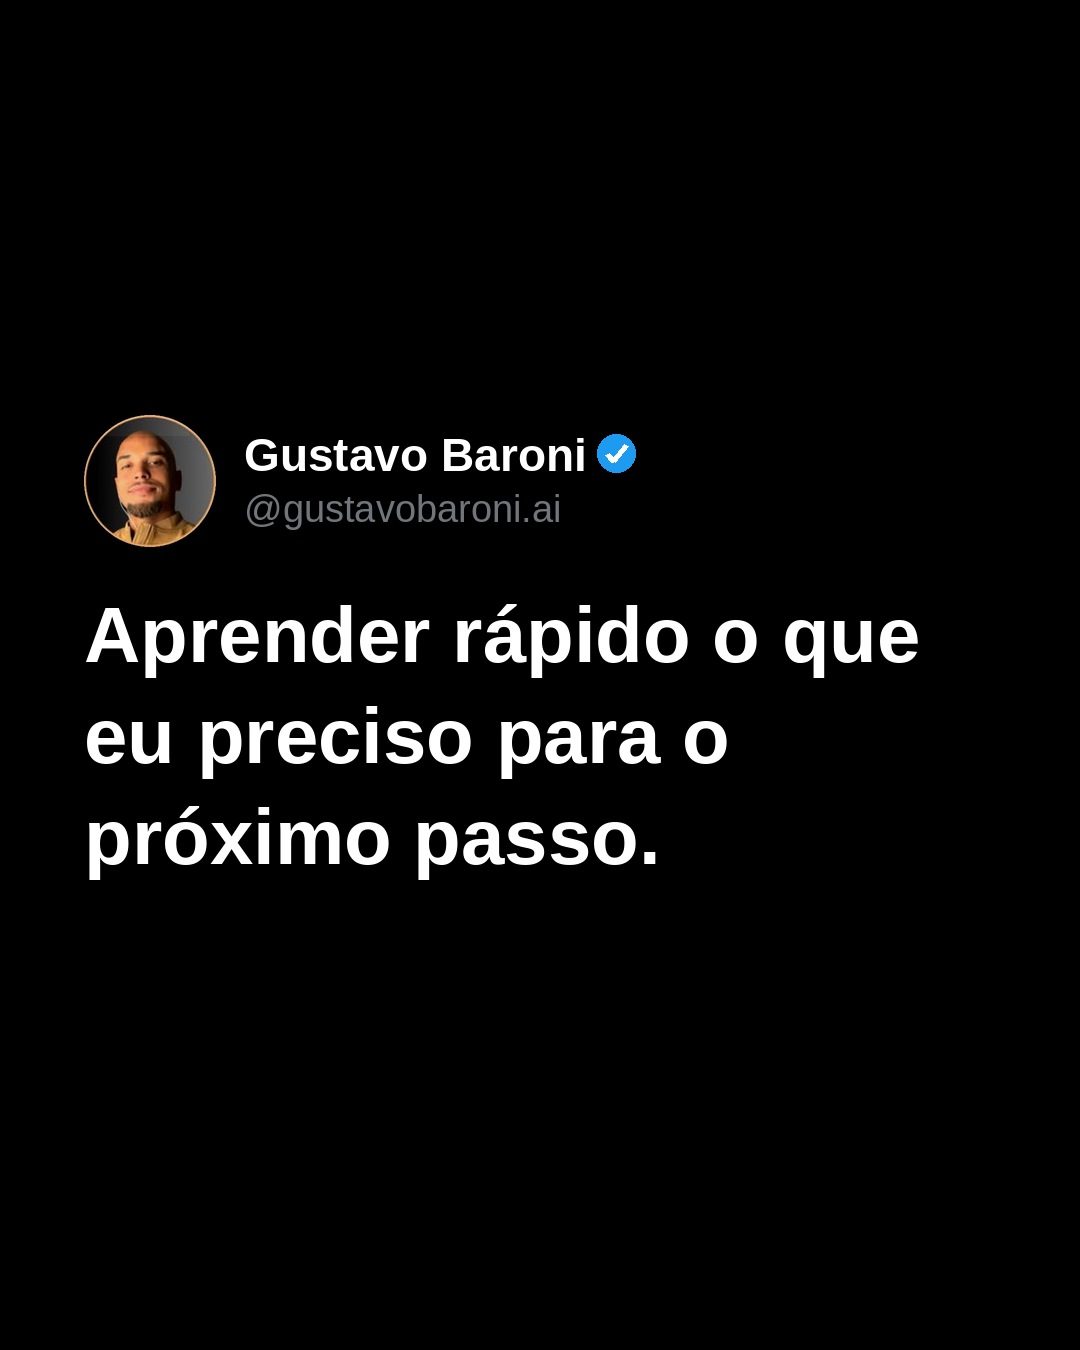 Gustavo Baroni
@gustavobaroni.ai
Aprender rápido o que
eu preciso para o
próximo passo.